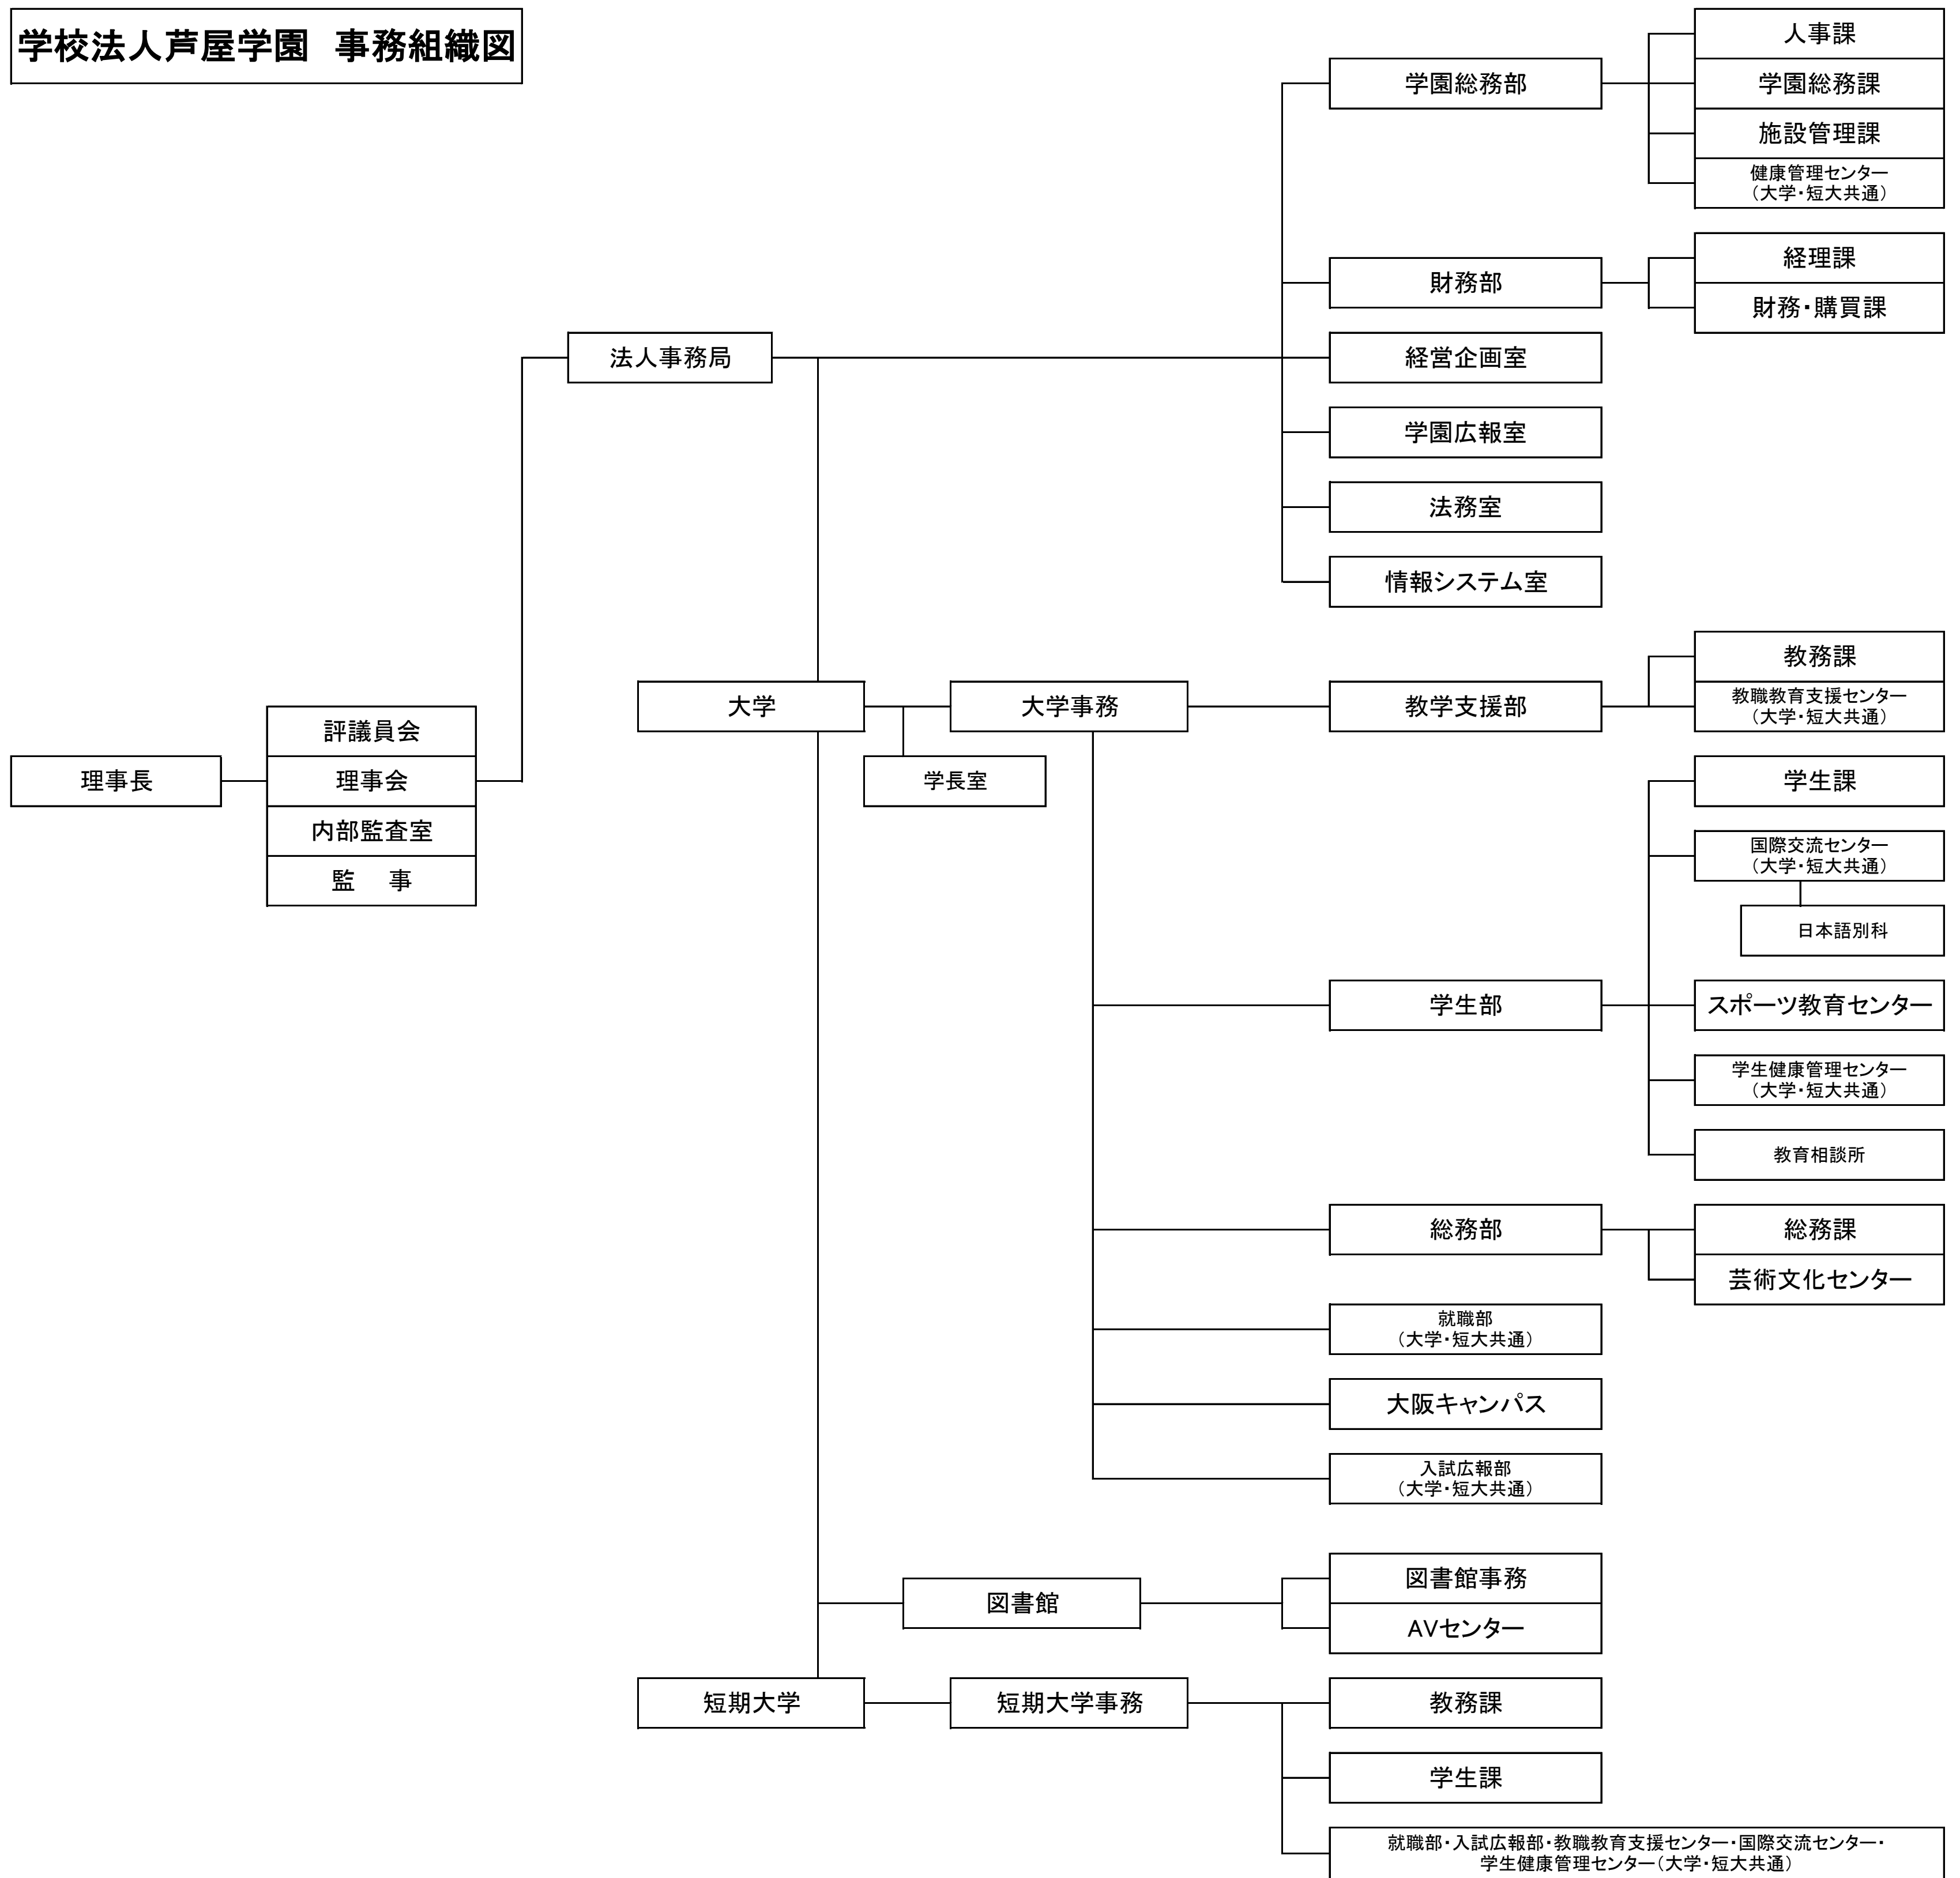 学校法人芦屋学園　事務組織図
人事課
学園総務部
学園総務課
施設管理課
健康管理センター
（大学・短大共通）
財務部
経理課
財務・購買課
法人事務局
経営企画室
学園広報室
法務室
情報システム室
大学
大学事務
教学支援部
教務課
教職教育支援センター
（大学・短大共通）
学長室
理事長
評議員会
理事会
内部監査室
監　事
学生課
国際交流センター
（大学・短大共通）
日本語別科
学生部
スポーツ教育センター
学生健康管理センター
（大学・短大共通）
教育相談所
総務部
総務課
芸術文化センター
就職部
（大学・短大共通）
大阪キャンパス
入試広報部
（大学・短大共通）
図書館
図書館事務
AVセンター
短期大学
短期大学事務
教務課
学生課
就職部・入試広報部・教職教育支援センター・国際交流センター・
学生健康管理センター（大学・短大共通）